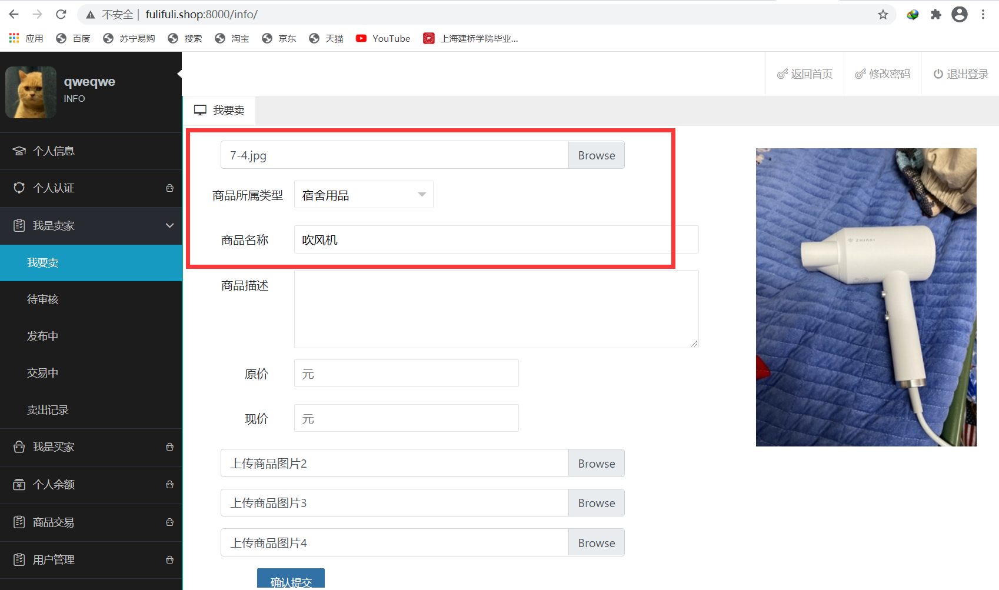 不安全 | fulifuli.shop:8000/info/
应用 百度 苏宁易购 搜索 淘宝 京东 天猫 YouTube 上海建桥学院毕业...
qweqwe
INFO
返回首页 修改密码 退出登录
我要卖
个人信息
个人认证
我是卖家
我要卖
待审核
发布中
交易中
卖出记录
我是买家
个人余额
商品交易
用户管理
7-4.jpg Browse
商品所属类型 宿舍用品
商品名称 吹风机
商品描述
原价 元
现价 元
上传商品图片2 Browse
上传商品图片3 Browse
上传商品图片4 Browse
确认提交